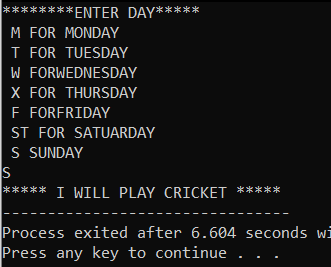 ********ENTER DAY*****
M FOR MONDAY
T FOR TUESDAY
W FORWEDNESDAY
X FOR THURSDAY
F FORFRIDAY
ST FOR SATUARDAY
S SUNDAY
S
***** I WILL PLAY CRICKET *****
--------------------------------
Process exited after 6.604 seconds wi
Press any key to continue . . .